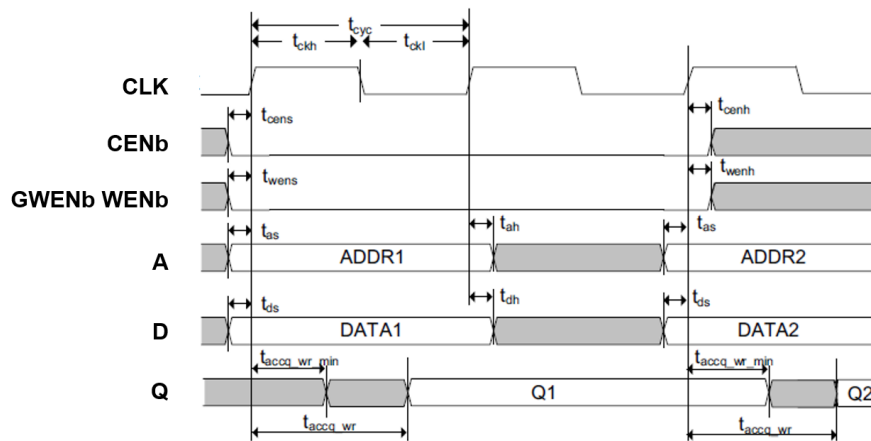 t_cyc
t_ckh t_ckl
CLK
t_cens t_cenh
CENb
t_wens t_wenh
GWENb WENb
t_as t_ah t_as
A ADDR1 ADDR2
t_ds t_dh t_ds
D DATA1 DATA2
t_accq_wr_min t_accq_wr_min
Q Q1 Q2
t_accq_wr t_accq_wr